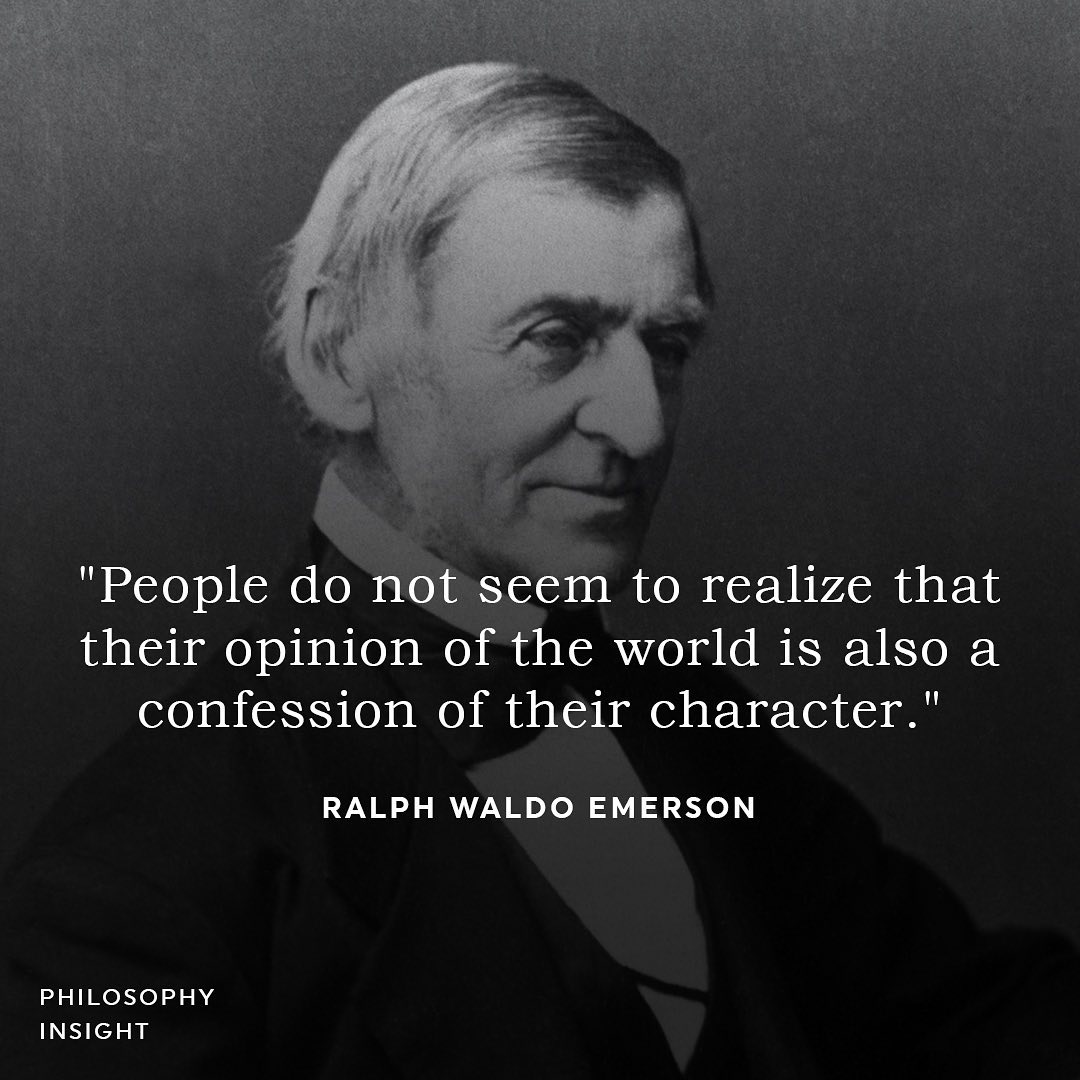 "People do not seem to realize that
their opinion of the world is also a
confession of their character."
RALPH WALDO EMERSON
PHILOSOPHY
INSIGHT